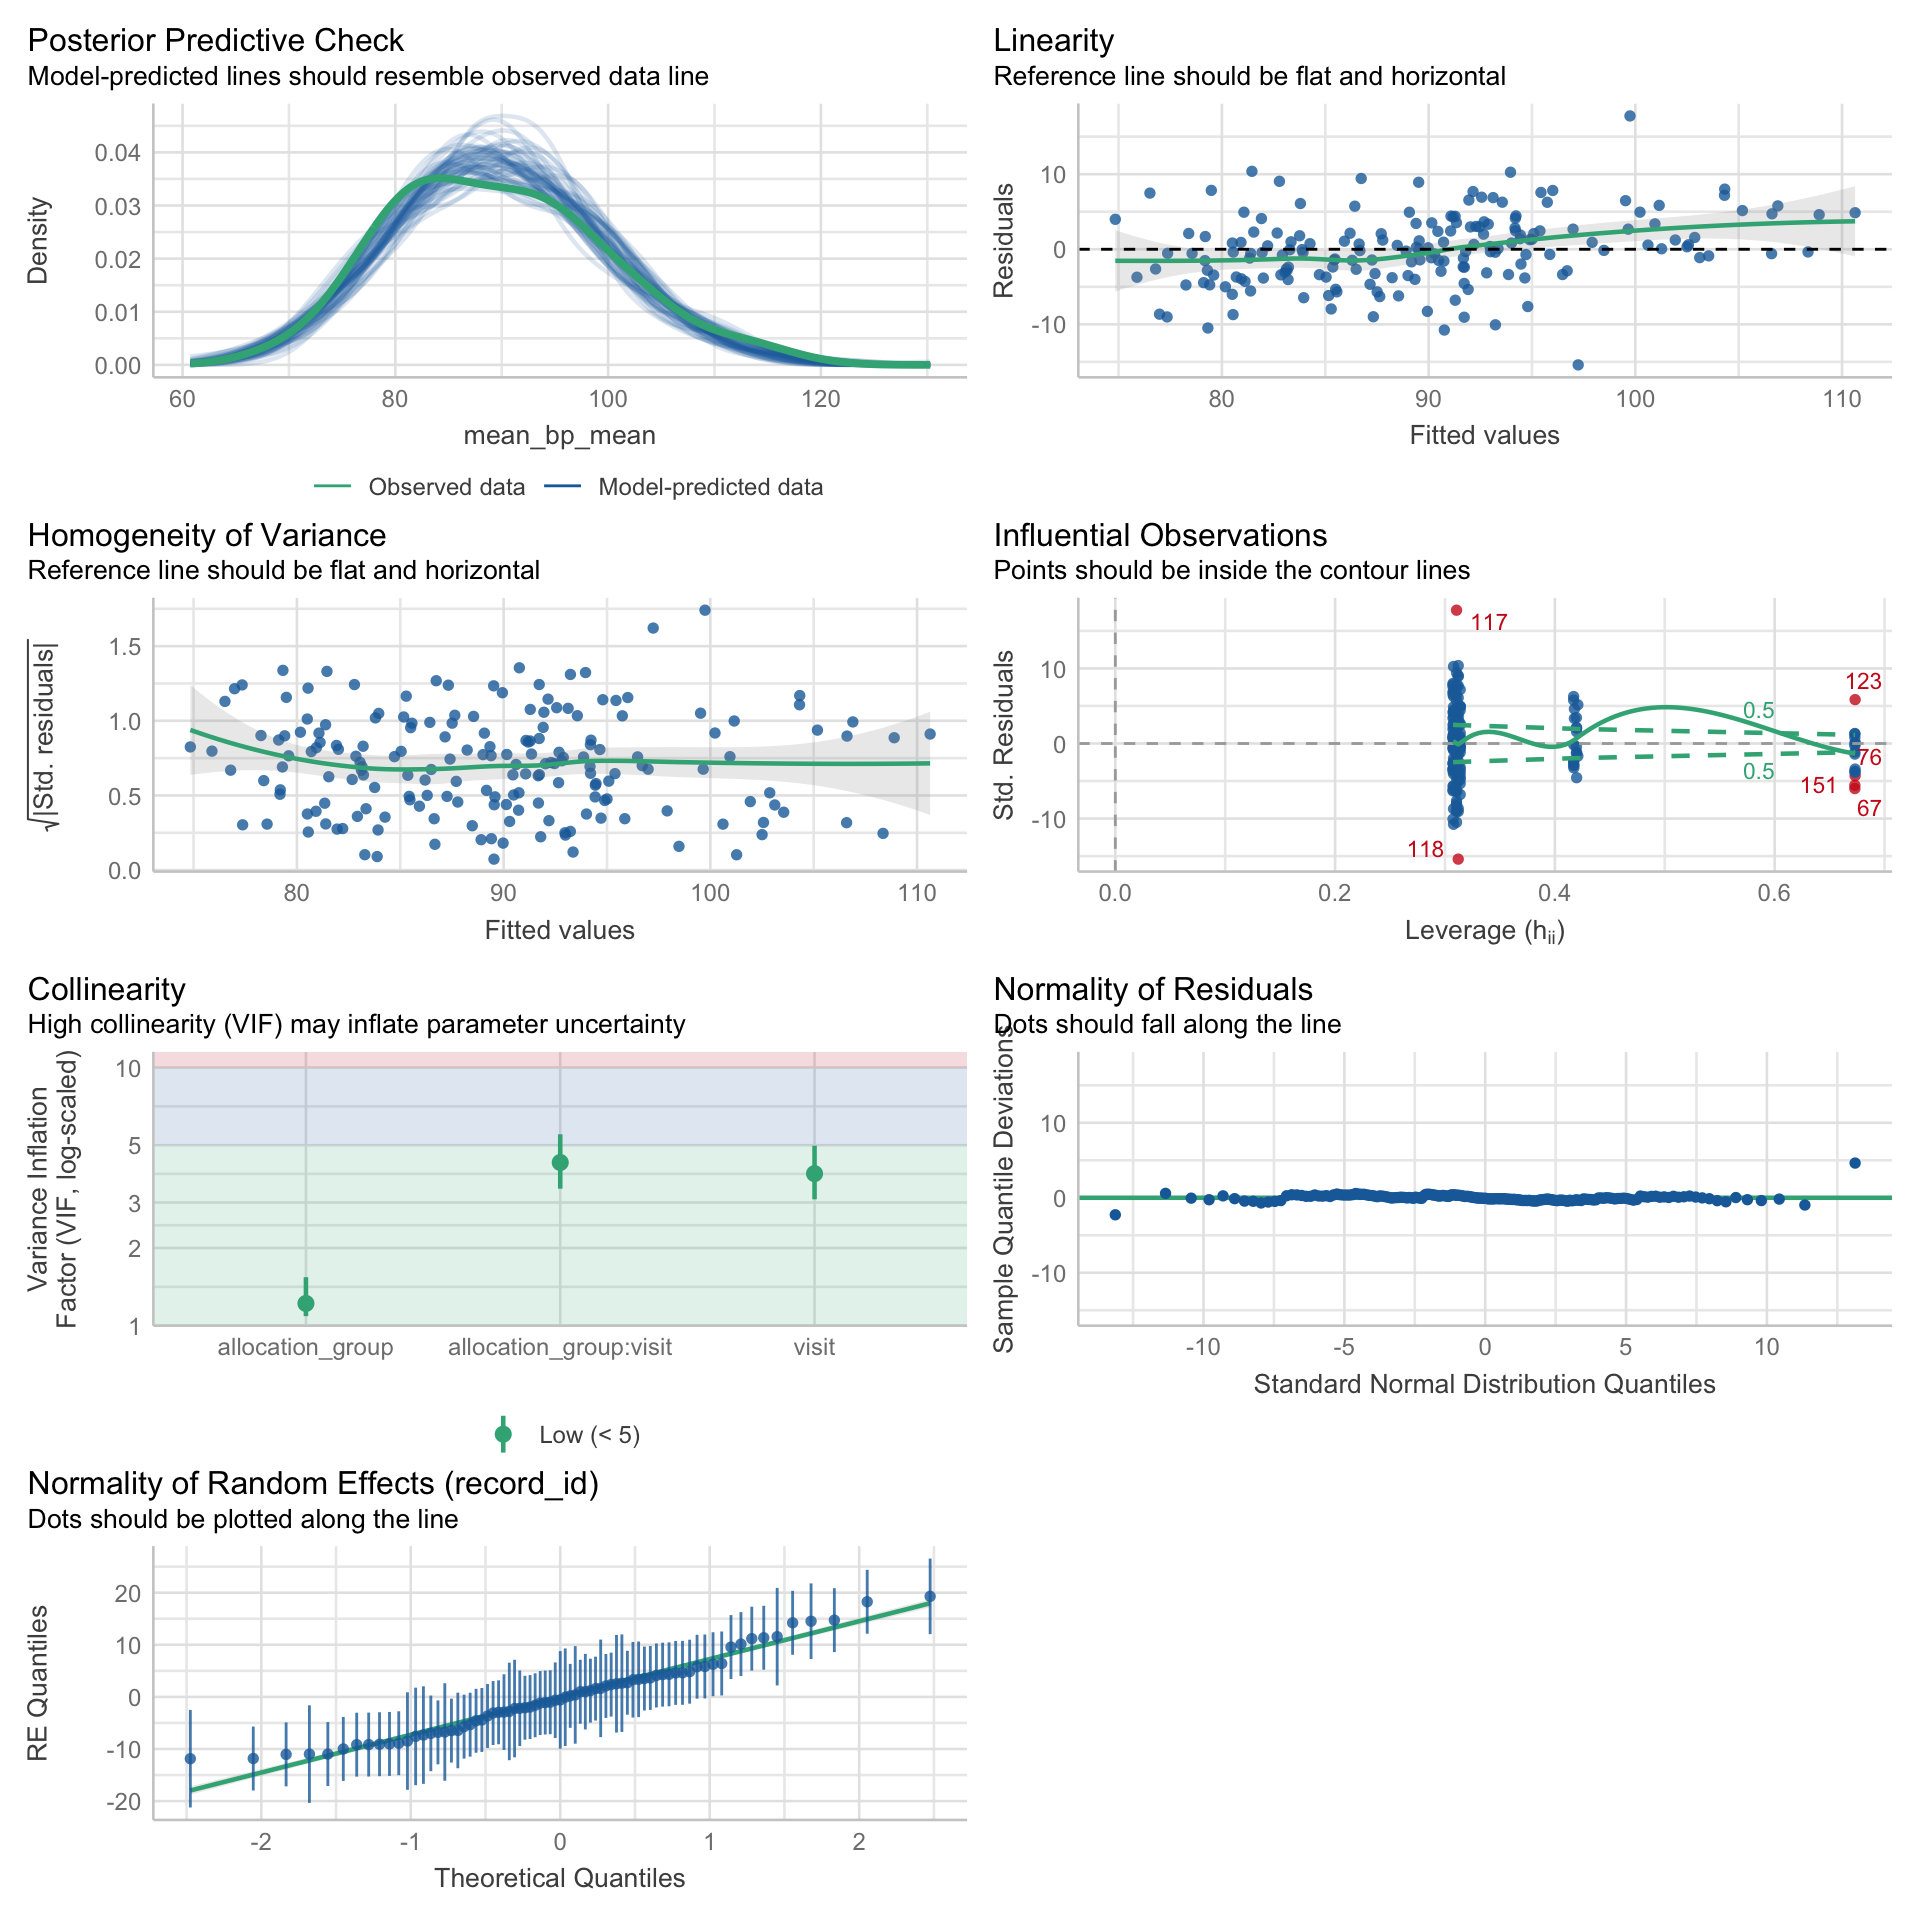 Posterior Predictive Check
Model-predicted lines should resemble observed data line
Density
0.04
0.03
0.02
0.01
0.00
60
80
100
120
mean_bp_mean
Observed data
Model-predicted data
Linearity
Reference line should be flat and horizontal
Residuals
10
0
-10
80
90
100
110
Fitted values
Homogeneity of Variance
Reference line should be flat and horizontal
√|Std. residuals|
1.5
1.0
0.5
0.0
80
90
100
110
Fitted values
Influential Observations
Points should be inside the contour lines
Std. Residuals
10
0
-10
117
123
0.5
76
0.5
151
67
118
0.0
0.2
0.4
0.6
Leverage (hii)
Collinearity
High collinearity (VIF) may inflate parameter uncertainty
Variance Inflation
Factor (VIF, log-scaled)
10
5
3
2
1
allocation_group
allocation_group:visit
visit
Low (< 5)
Normality of Residuals
Dots should fall along the line
Sample Quantile Deviations
10
0
-10
-10
-5
0
5
10
Standard Normal Distribution Quantiles
Normality of Random Effects (record_id)
Dots should be plotted along the line
RE Quantiles
20
10
0
-10
-20
-2
-1
0
1
2
Theoretical Quantiles